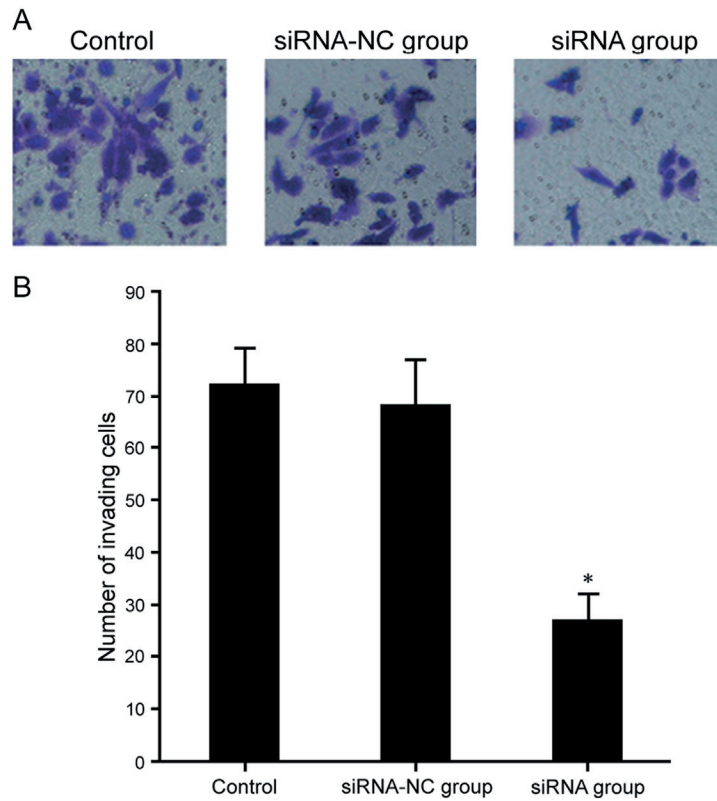 A
Control siRNA-NC group siRNA group
B
90
80
70
60
50
40
30
20
10
0
Number of invading cells
*
Control siRNA-NC group siRNA group